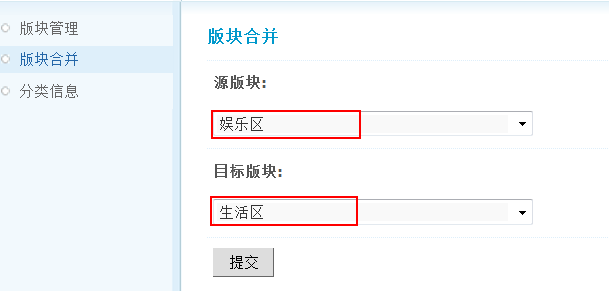 版块管理
版块合并
分类信息
版块合并
源版块:
娱乐区
目标版块:
生活区
提交